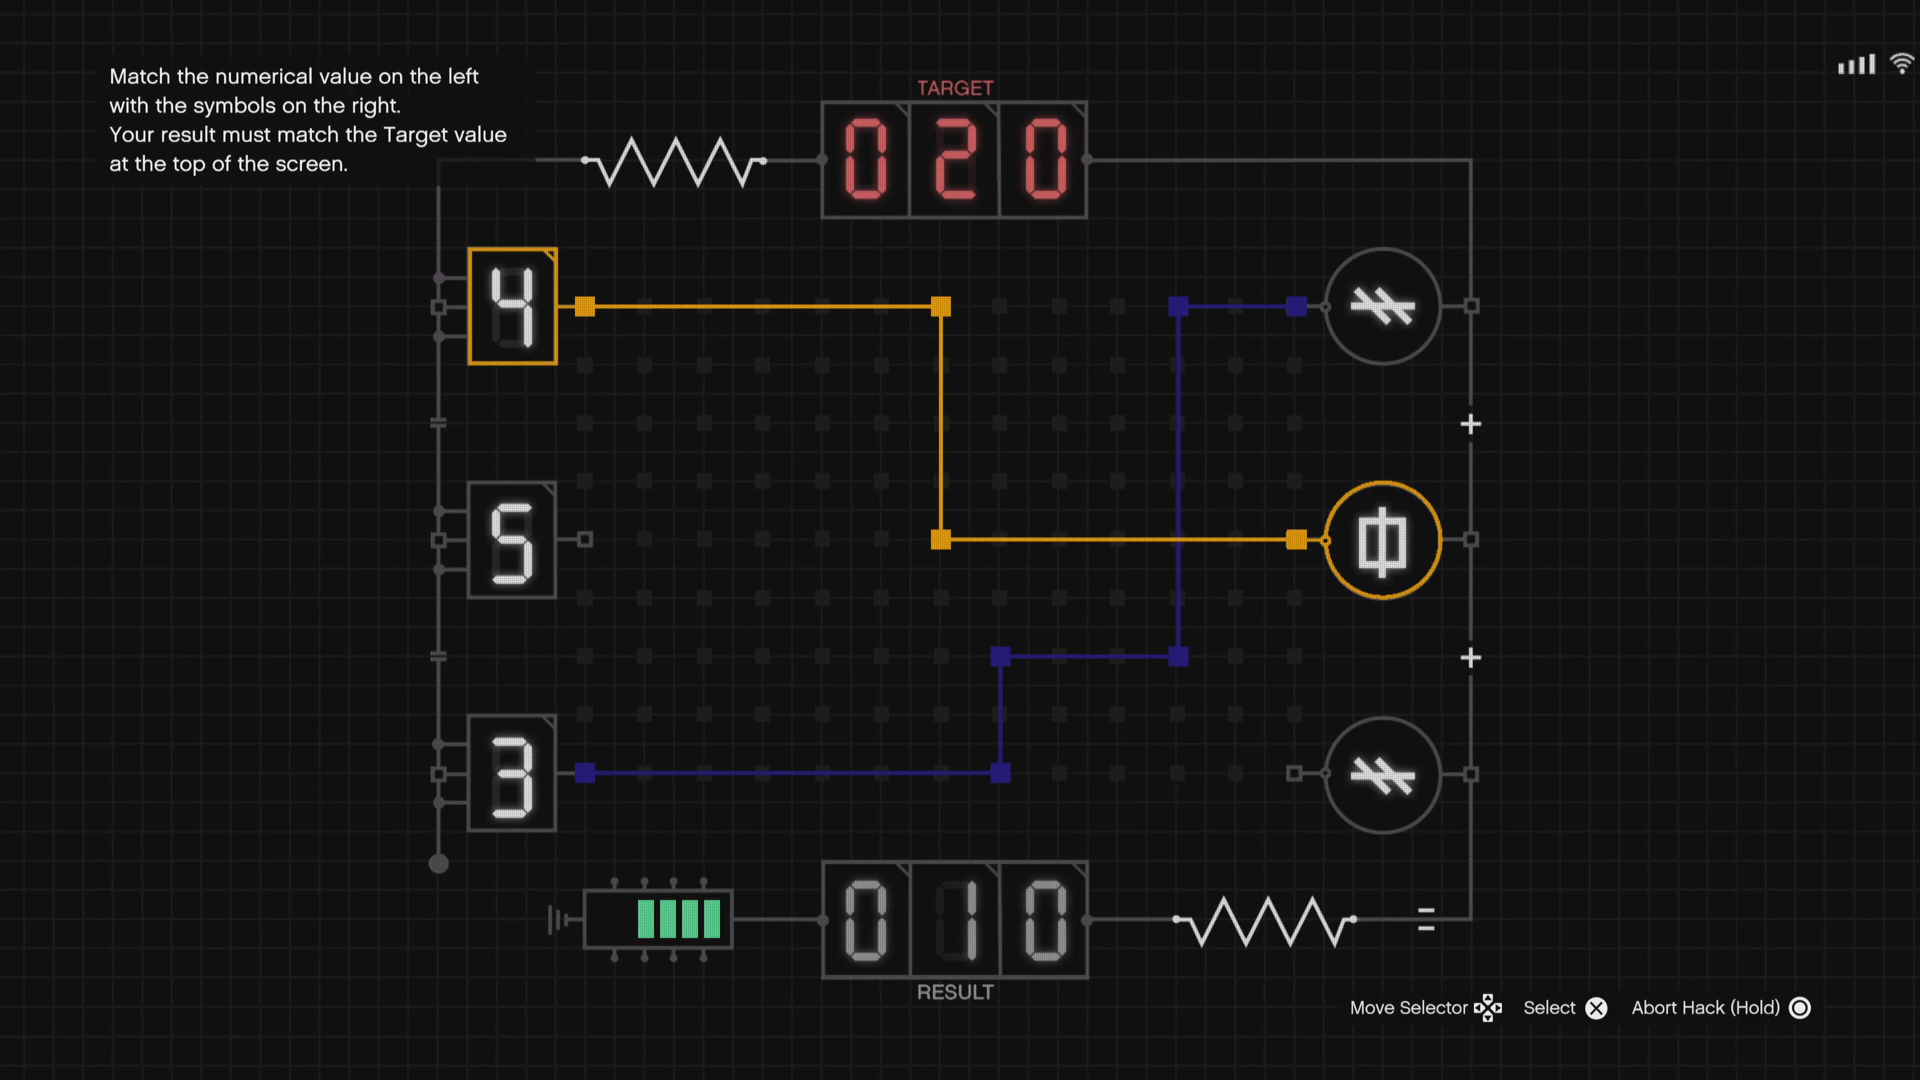 Match the numerical value on the left
with the symbols on the right.
Your result must match the Target value
at the top of the screen.
TARGET
020
4
+
5
+
3
010
=
RESULT
Move Selector Select Abort Hack (Hold)